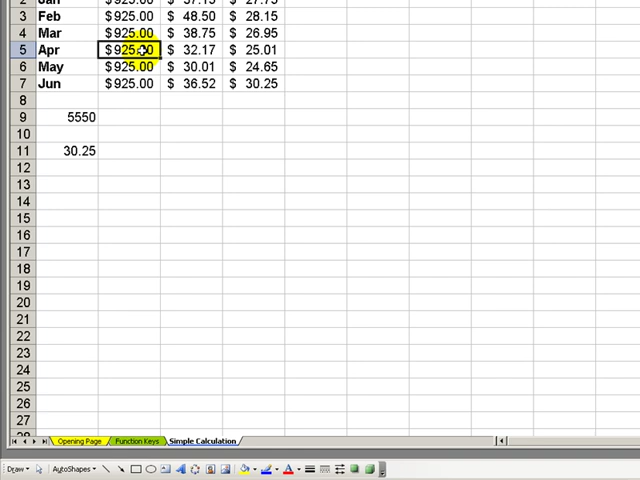 2 Jan $925.00 $ 37.15 $ 27.75
3 Feb $925.00 $ 48.50 $ 28.15
4 Mar $925.00 $ 38.75 $ 26.95
5 Apr $925.00 $ 32.17 $ 25.01
6 May $925.00 $ 30.01 $ 24.65
7 Jun $925.00 $ 36.52 $ 30.25
8
9 5550
10
11 30.25
12
13
14
15
16
17
18
19
20
21
22
23
24
25
26
27
28
Opening Page Function Keys Simple Calculation
Draw AutoShapes A A